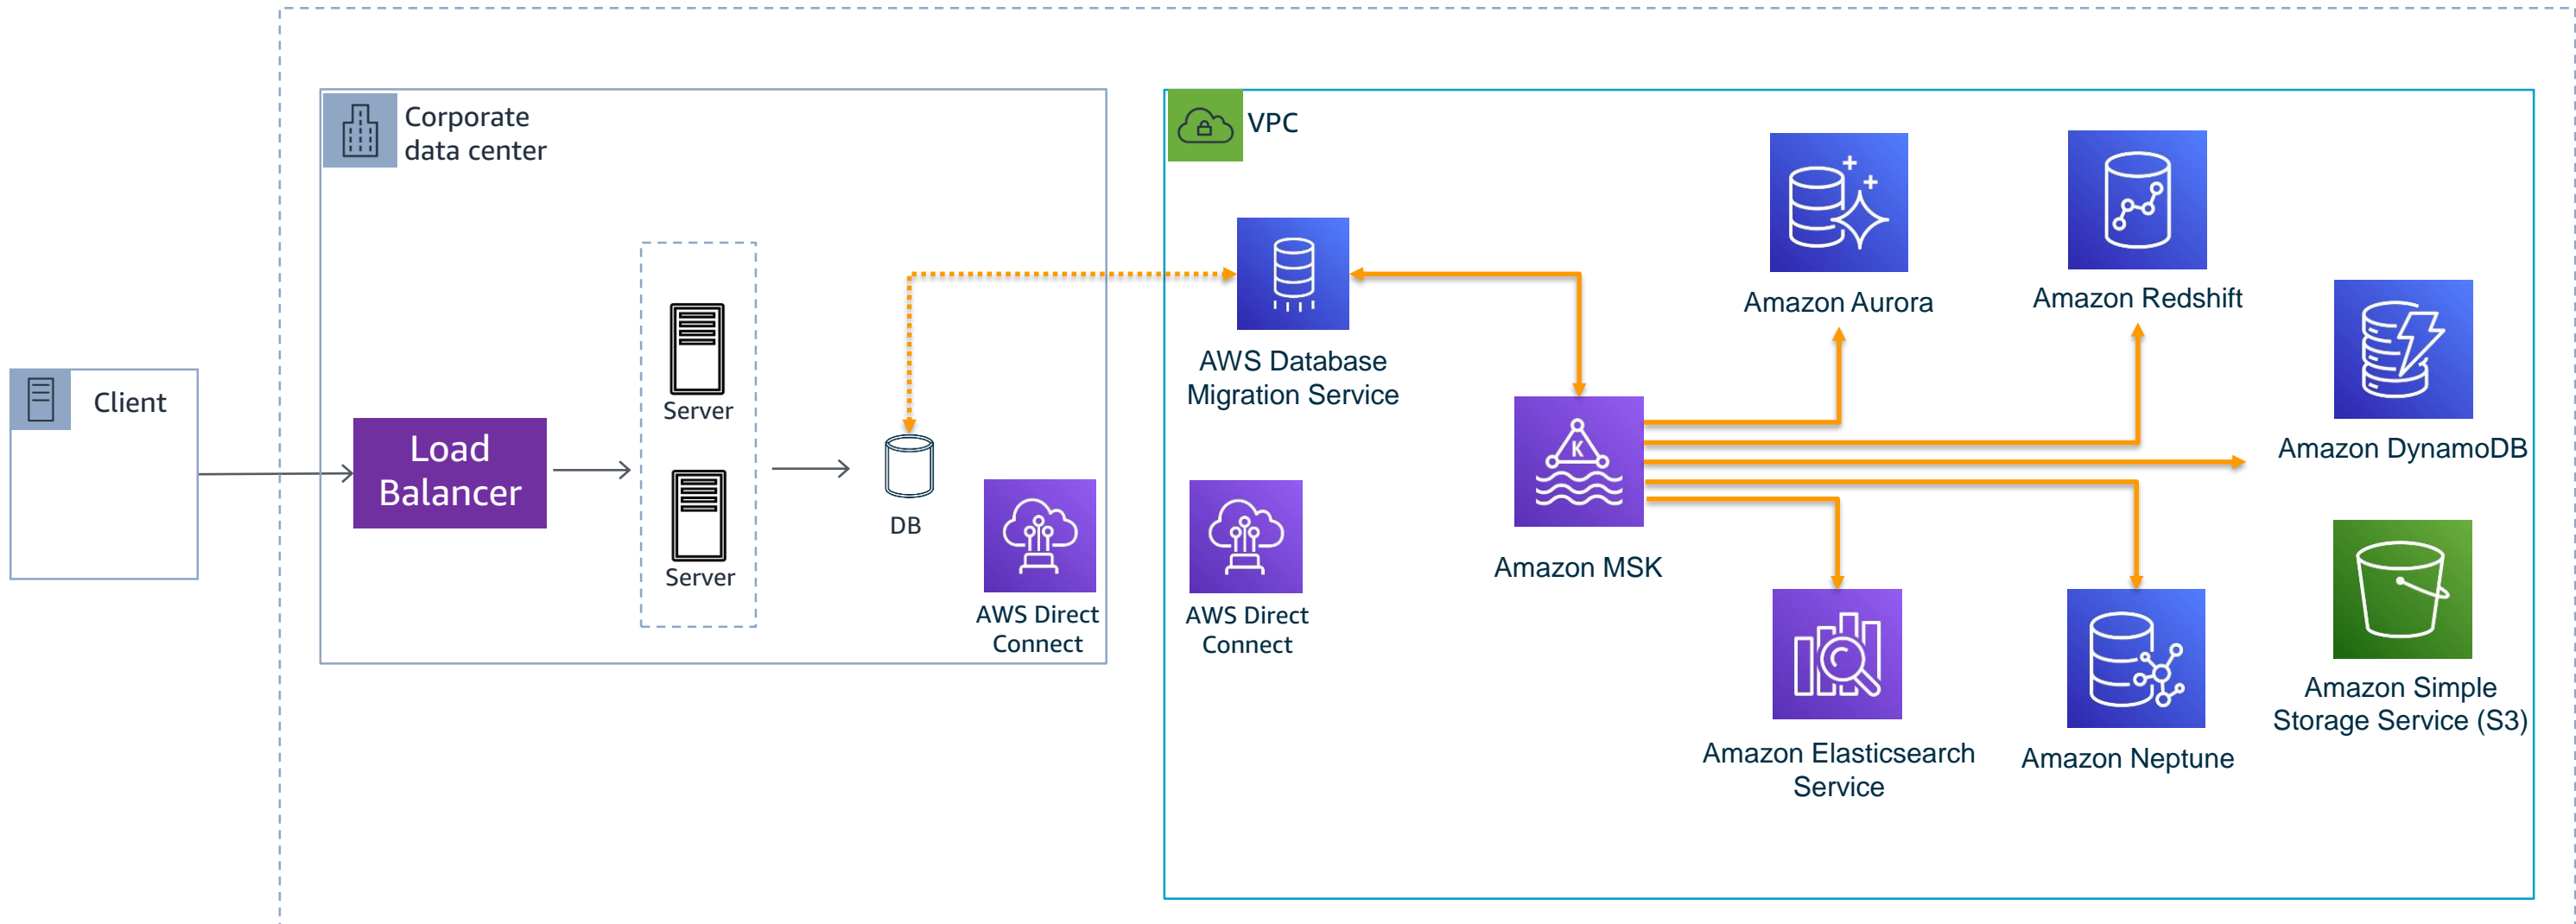 Client
Corporate
data center
Load
Balancer
Server
Server
DB
AWS Direct
Connect
VPC
AWS Database
Migration Service
AWS Direct
Connect
K
Amazon MSK
Amazon Aurora
Amazon Redshift
Amazon DynamoDB
Amazon Elasticsearch
Service
Amazon Neptune
Amazon Simple
Storage Service (S3)